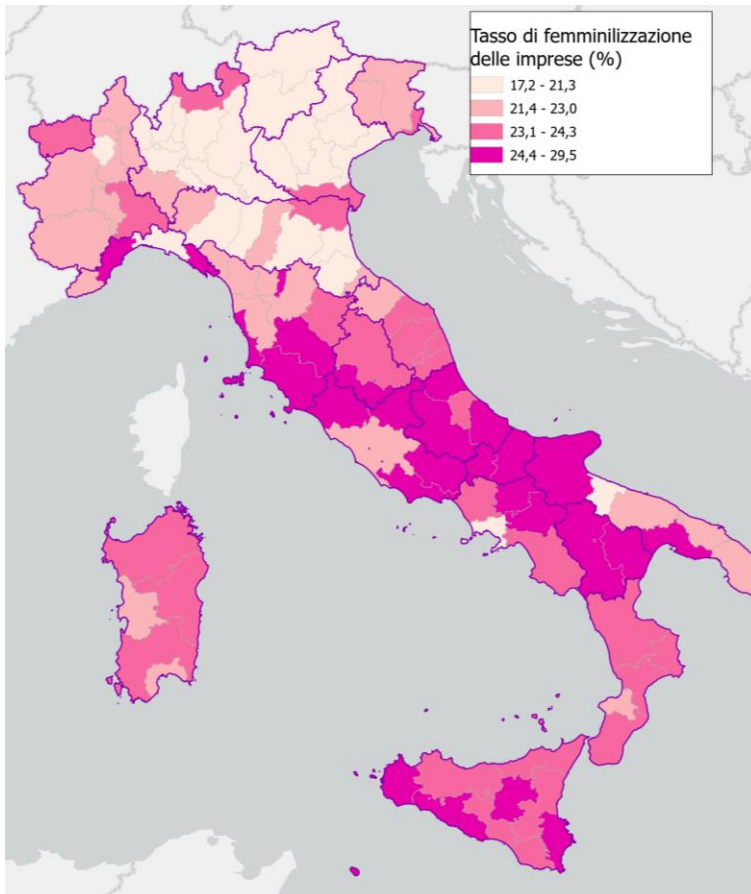 Tasso di femminilizzazione
delle imprese (%)
17,2 - 21,3
21,4 - 23,0
23,1 - 24,3
24,4 - 29,5